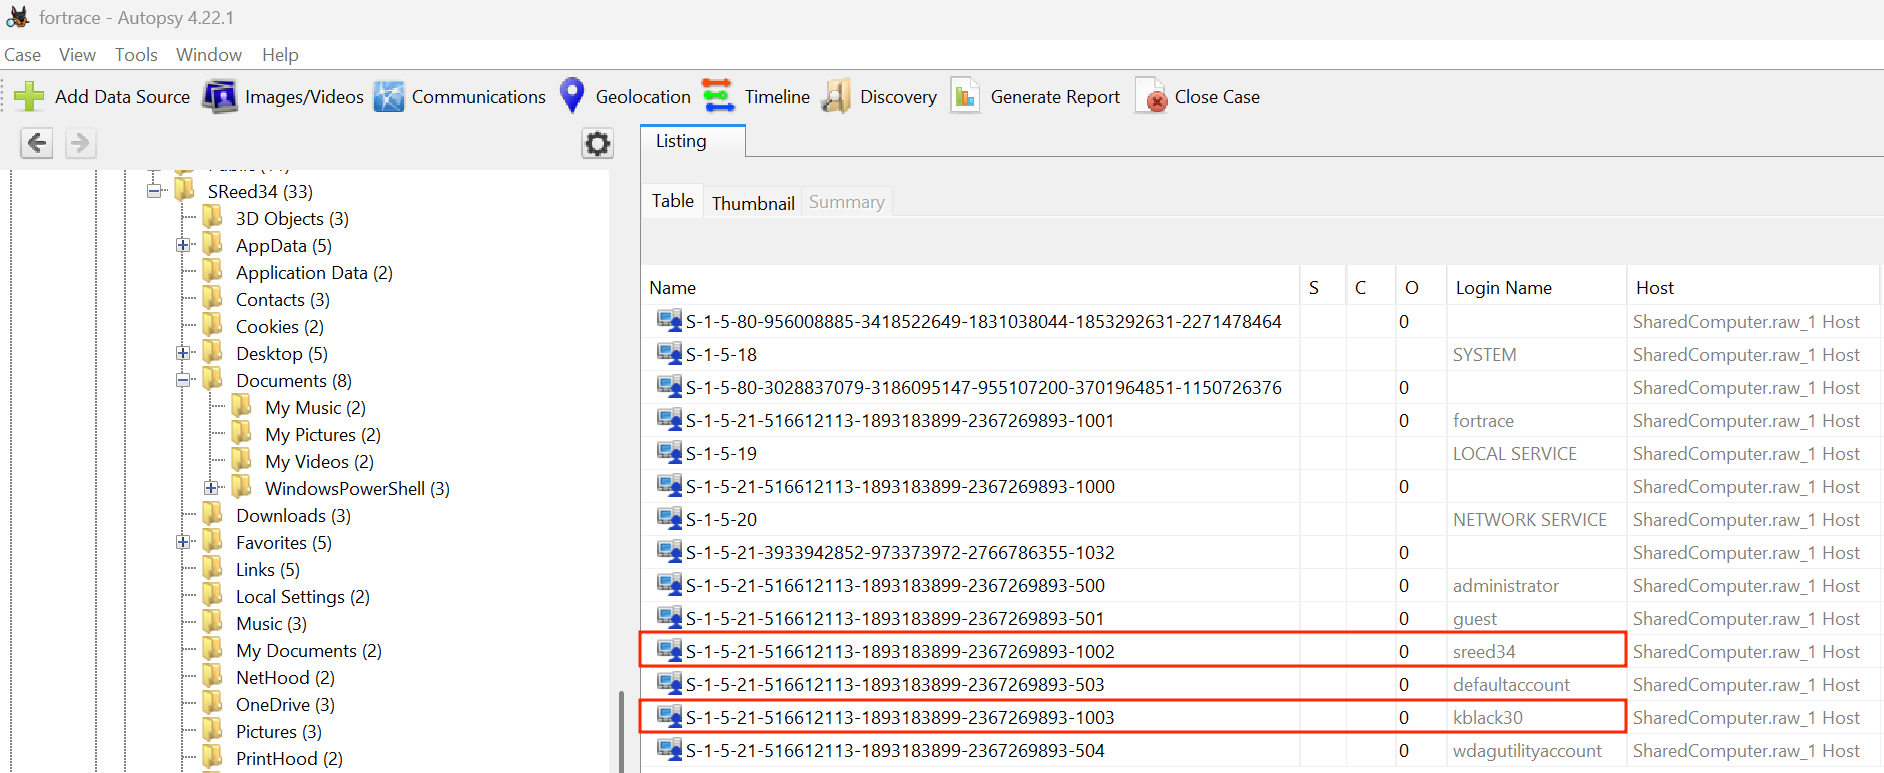 fortrace - Autopsy 4.22.1
Case View Tools Window Help
Add Data Source Images/Videos Communications Geolocation Timeline Discovery Generate Report Close Case
SReed34 (33)
3D Objects (3)
AppData (5)
Application Data (2)
Contacts (3)
Cookies (2)
Desktop (5)
Documents (8)
My Music (2)
My Pictures (2)
My Videos (2)
WindowsPowerShell (3)
Downloads (3)
Favorites (5)
Links (5)
Local Settings (2)
Music (3)
My Documents (2)
NetHood (2)
OneDrive (3)
Pictures (3)
PrintHood (2)
Listing
Table Thumbnail Summary
Name S C O Login Name Host
S-1-5-80-956008885-3418522649-1831038044-1853292631-2271478464 0 SharedComputer.raw_1 Host
S-1-5-18 SYSTEM SharedComputer.raw_1 Host
S-1-5-80-3028837079-3186095147-955107200-3701964851-1150726376 0 SharedComputer.raw_1 Host
S-1-5-21-516612113-1893183899-2367269893-1001 0 fortrace SharedComputer.raw_1 Host
S-1-5-19 LOCAL SERVICE SharedComputer.raw_1 Host
S-1-5-21-516612113-1893183899-2367269893-1000 0 SharedComputer.raw_1 Host
S-1-5-20 NETWORK SERVICE SharedComputer.raw_1 Host
S-1-5-21-3933942852-973373972-2766786355-1032 0 SharedComputer.raw_1 Host
S-1-5-21-516612113-1893183899-2367269893-500 0 administrator SharedComputer.raw_1 Host
S-1-5-21-516612113-1893183899-2367269893-501 0 guest SharedComputer.raw_1 Host
S-1-5-21-516612113-1893183899-2367269893-1002 0 sreed34 SharedComputer.raw_1 Host
S-1-5-21-516612113-1893183899-2367269893-503 0 defaultaccount SharedComputer.raw_1 Host
S-1-5-21-516612113-1893183899-2367269893-1003 0 kblack30 SharedComputer.raw_1 Host
S-1-5-21-516612113-1893183899-2367269893-504 0 wdagutilityaccount SharedComputer.raw_1 Host